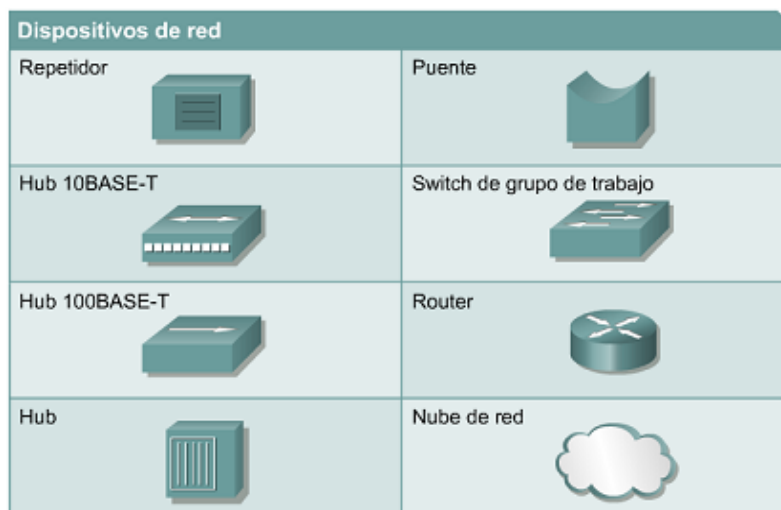 Dispositivos de red
Repetidor
Puente
Hub 10BASE-T
Switch de grupo de trabajo
Hub 100BASE-T
Router
Hub
Nube de red